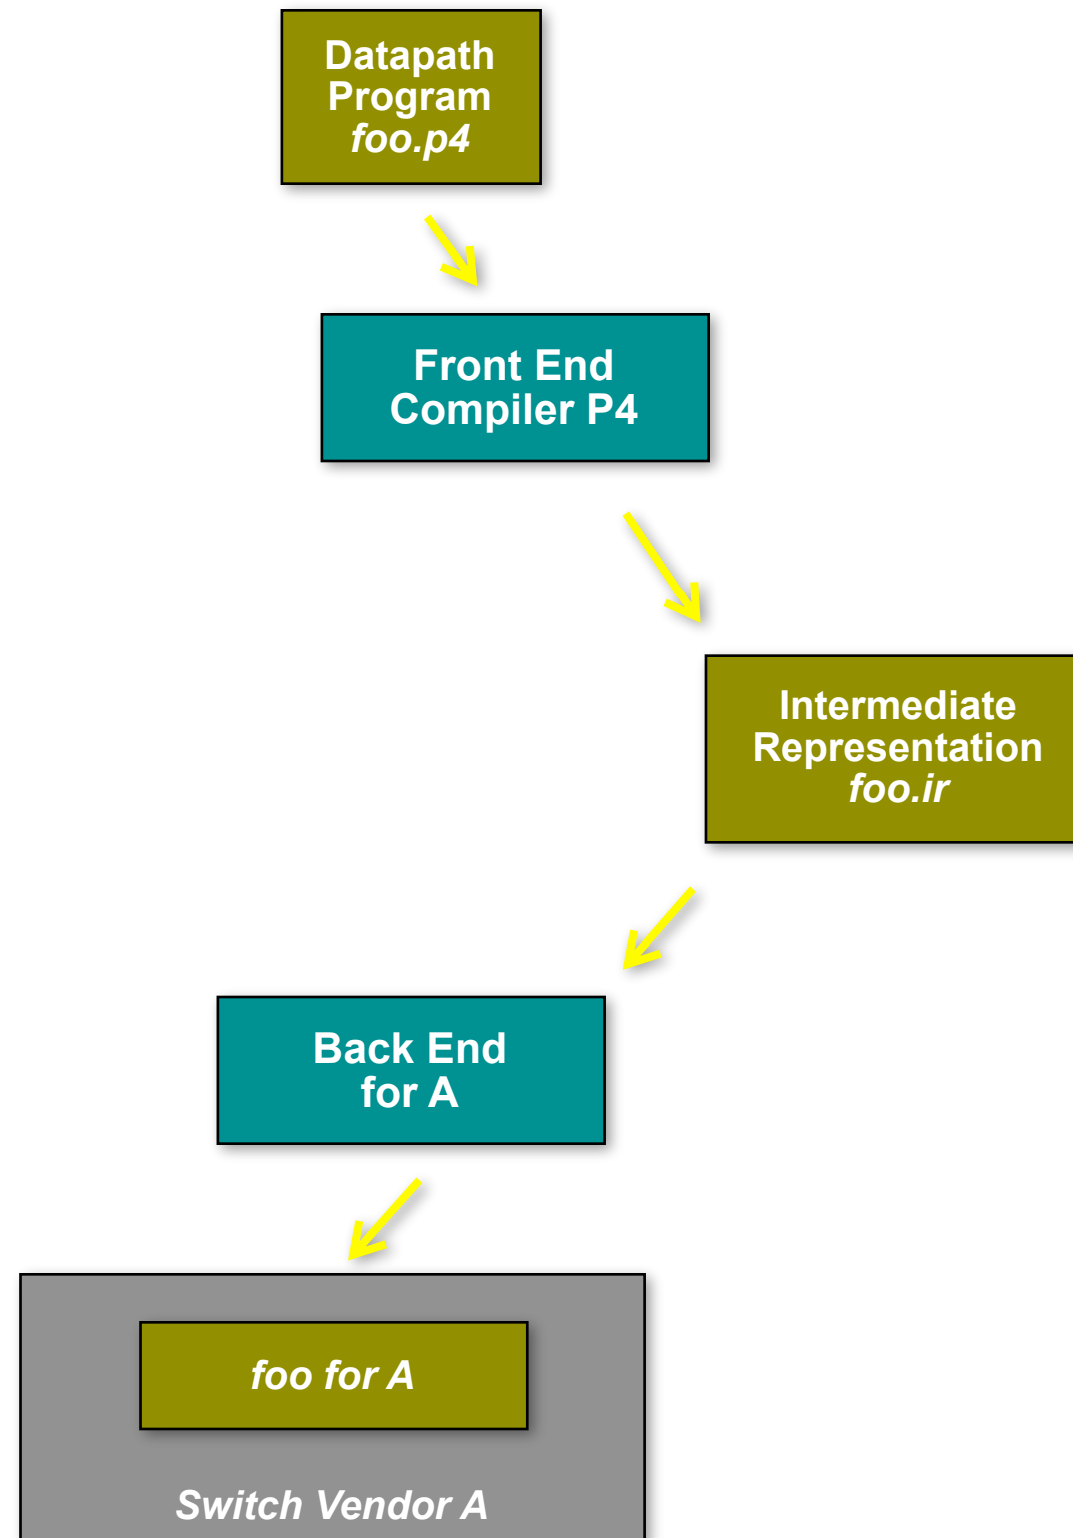 Datapath
Program
foo.p4
Front End
Compiler P4
Intermediate
Representation
foo.ir
Back End
for A
foo for A
Switch Vendor A